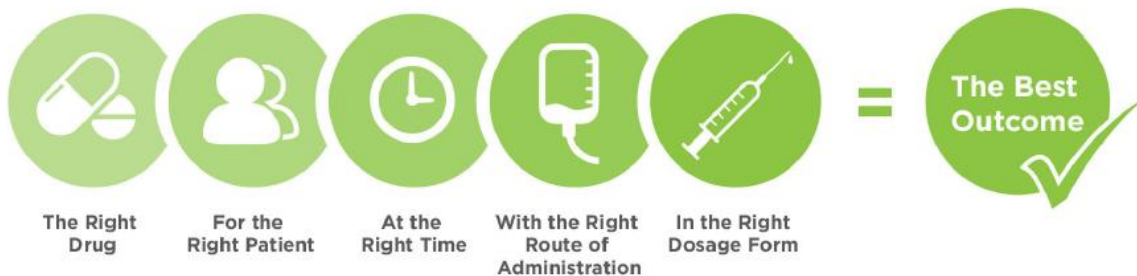 The Best
Outcome
The Right
Drug
For the
Right Patient
At the
Right Time
With the Right
Route of
Administration
In the Right
Dosage Form